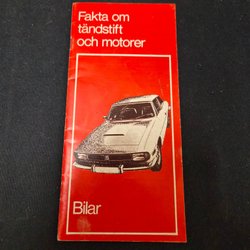 Fakta om
tändstift
och motorer
Bilar